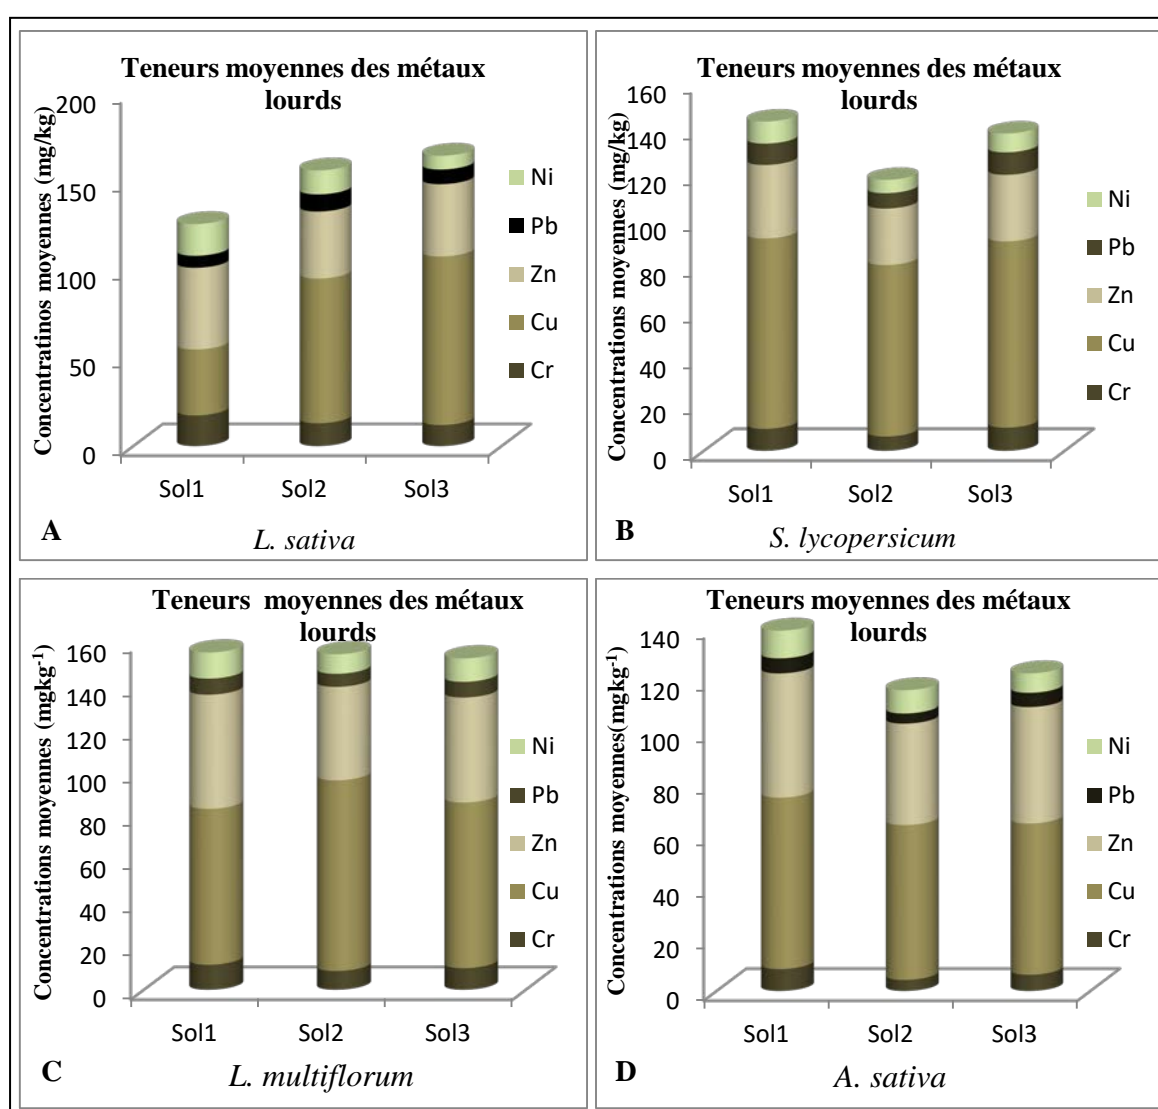 Teneurs moyennes des métaux
lourds
Concentratinos moyennes (mg/kg)
200
150
100
50
0
Ni
Pb
Zn
Cu
Cr
Sol1 Sol2 Sol3
A
L. sativa
Teneurs moyennes des métaux
lourds
Concentrations moyennes (mg/kg)
160
140
120
100
80
60
40
20
0
Ni
Pb
Zn
Cu
Cr
Sol1 Sol2 Sol3
B
S. lycopersicum
Teneurs moyennes des métaux
lourds
Concentrations moyennes (mgkg-1)
160
140
120
100
80
60
40
20
0
Ni
Pb
Zn
Cu
Cr
Sol1 Sol2 Sol3
C
L. multiflorum
Teneurs moyennes des métaux
lourds
Concentrations moyennes(mgkg-1)
140
120
100
80
60
40
20
0
Ni
Pb
Zn
Cu
Cr
Sol1 Sol2 Sol3
D
A. sativa